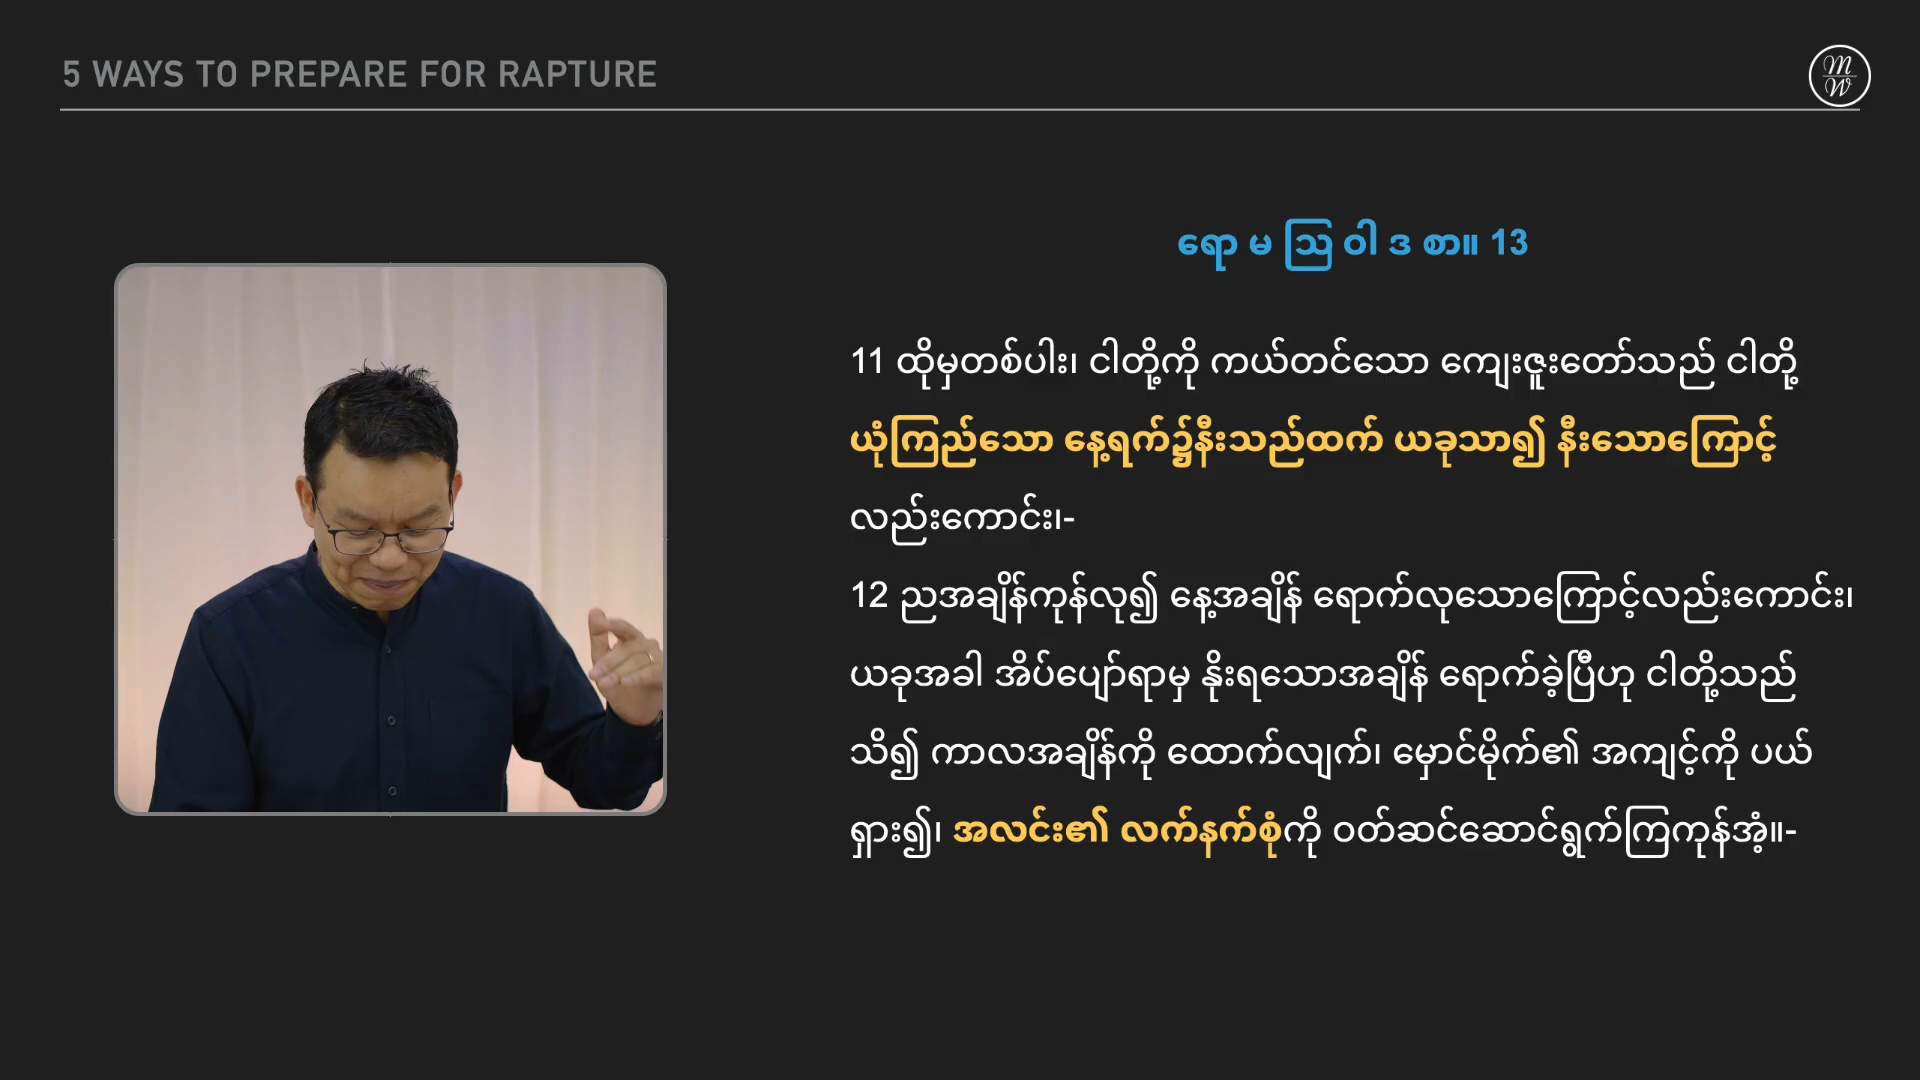 5 WAYS TO PREPARE FOR RAPTURE
MW
ရော မ ဩ ဝါ ဒ စာ။ 13
11 ထိုမှတစ်ပါး၊ ငါတို့ကို ကယ်တင်သော ကျေးဇူးတော်သည် ငါတို့
ယုံကြည်သော နေ့ရက်၌နီးသည်ထက် ယခုသာ၍ နီးသောကြောင့်
လည်းကောင်း၊-
12 ညအချိန်ကုန်လု၍ နေ့အချိန် ရောက်လုသောကြောင့်လည်းကောင်း၊
ယခုအခါ အိပ်ပျော်ရာမှ နိုးရသောအချိန် ရောက်ခဲ့ပြီဟု ငါတို့သည်
သိ၍ ကာလအချိန်ကို ထောက်လျက်၊ မှောင်မိုက်၏ အကျင့်ကို ပယ်
ရှား၍၊ အလင်း၏ လက်နက်စုံကို ဝတ်ဆင်ဆောင်ရွက်ကြကုန်အံ့။-